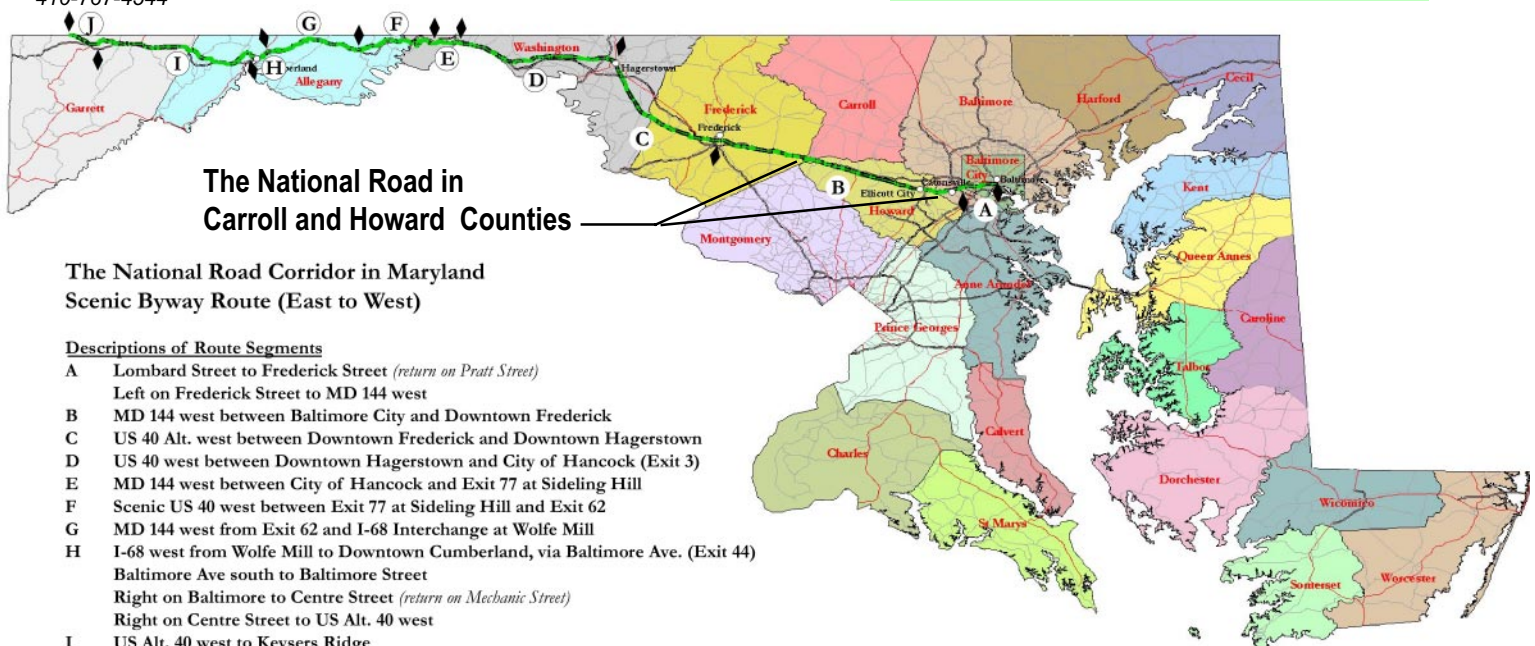 J
G
F
I
H
E
D
Washington
Hagerstown
Allegany
Garrett
C
Frederick
Frederick
Carroll
Baltimore
Harford
Cecil
The National Road in
Carroll and Howard Counties
B
Ellicott City
Catonsville
Baltimore
City
Baltimore
A
Howard
Kent
Montgomery
Queen Annes
Anne Arundel
Caroline
Prince Georges
Talbot
Calvert
Charles
Dorchester
St Marys
Wicomico
Somerset
Worcester
The National Road Corridor in Maryland
Scenic Byway Route (East to West)
Descriptions of Route Segments
A Lombard Street to Frederick Street (return on Pratt Street)
Left on Frederick Street to MD 144 west
B MD 144 west between Baltimore City and Downtown Frederick
C US 40 Alt. west between Downtown Frederick and Downtown Hagerstown
D US 40 west between Downtown Hagerstown and City of Hancock (Exit 3)
E MD 144 west between City of Hancock and Exit 77 at Sideling Hill
F Scenic US 40 west between Exit 77 at Sideling Hill and Exit 62
G MD 144 west from Exit 62 and I-68 Interchange at Wolfe Mill
H I-68 west from Wolfe Mill to Downtown Cumberland, via Baltimore Ave. (Exit 44)
Baltimore Ave south to Baltimore Street
Right on Baltimore to Centre Street (return on Mechanic Street)
Right on Centre Street to US Alt. 40 west
I US Alt. 40 west to Keysers Ridge